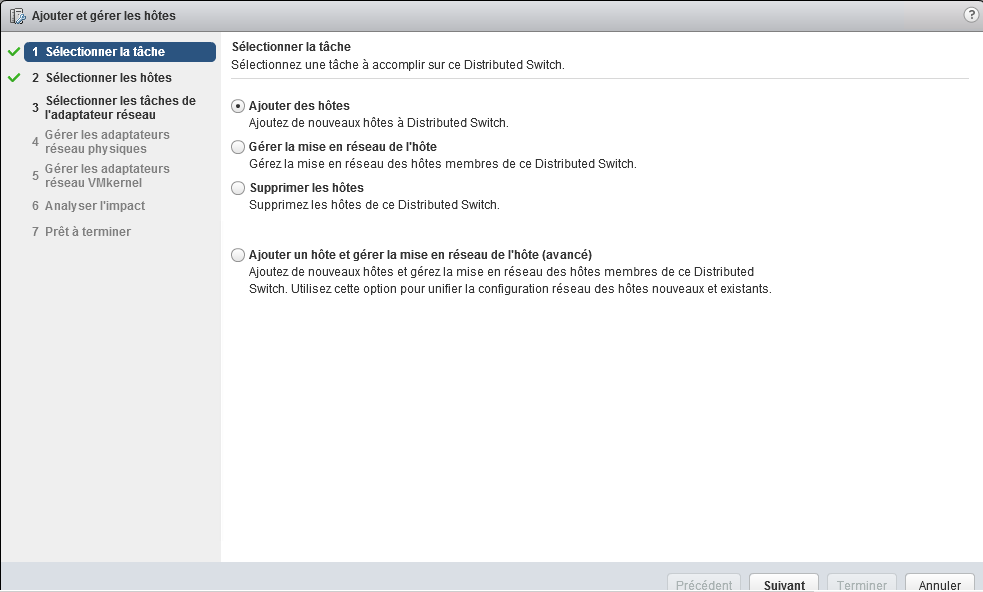 Ajouter et gérer les hôtes
?
1 Sélectionner la tâche
2 Sélectionner les hôtes
3 Sélectionner les tâches de
l'adaptateur réseau
4 Gérer les adaptateurs
réseau physiques
5 Gérer les adaptateurs
réseau VMkernel
6 Analyser l'impact
7 Prêt à terminer
Sélectionner la tâche
Sélectionnez une tâche à accomplir sur ce Distributed Switch.
Ajouter des hôtes
Ajoutez de nouveaux hôtes à Distributed Switch.
Gérer la mise en réseau de l'hôte
Gérez la mise en réseau des hôtes membres de ce Distributed Switch.
Supprimer les hôtes
Supprimez les hôtes de ce Distributed Switch.
Ajouter un hôte et gérer la mise en réseau de l'hôte (avancé)
Ajoutez de nouveaux hôtes et gérez la mise en réseau des hôtes membres de ce Distributed
Switch. Utilisez cette option pour unifier la configuration réseau des hôtes nouveaux et existants.
Précédent Suivant Terminer Annuler